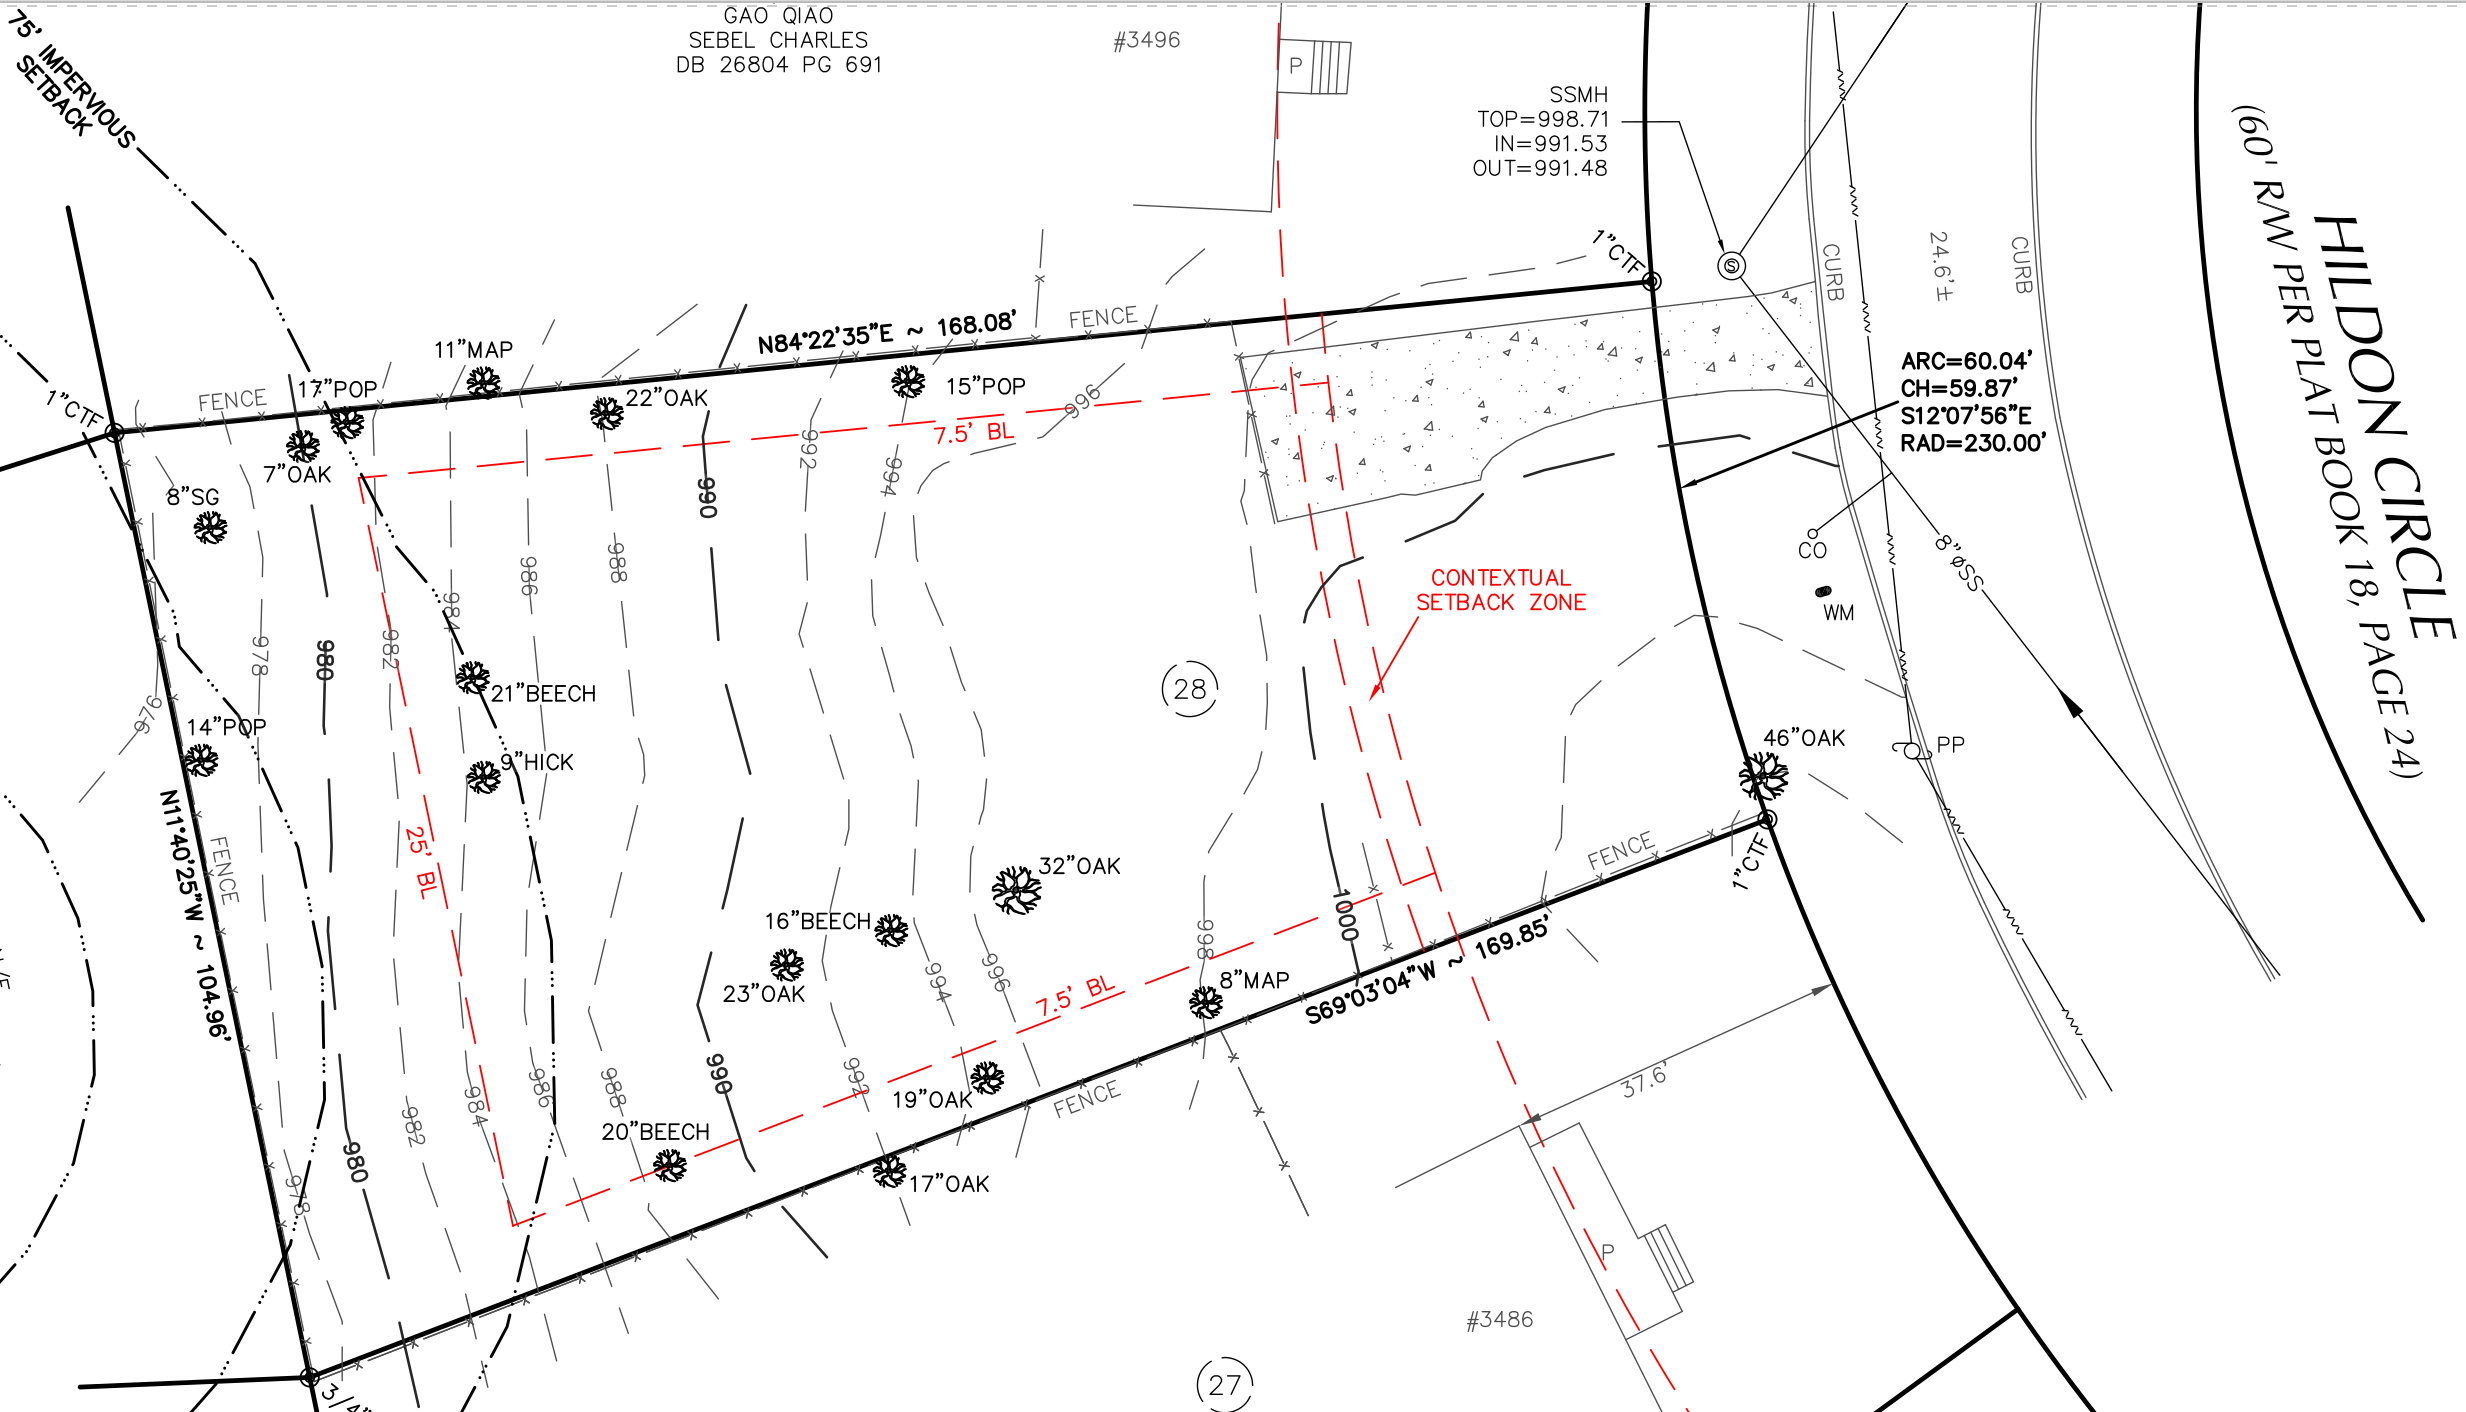 75' IMPERVIOUS
SETBACK
GAO QIAO
SEBEL CHARLES
DB 26804 PG 691
#3496
P
SSMH
TOP=998.71
IN=991.53
OUT=991.48
S
HILDON CIRCLE
(60' R/W PER PLAT BOOK 18, PAGE 24)
CURB
24.6'±
CURB
1"CTF
FENCE
N84°22'35"E ~ 168.08'
ARC=60.04'
CH=59.87'
S12°07'56"E
RAD=230.00'
11"MAP
17"POP
22"OAK
15"POP
FENCE
1"CTF
7"OAK
8"SG
7.5' BL
996
992
994
990
988
986
984
982
980
978
976
CONTEXTUAL
SETBACK ZONE
CO
WM
8"øSS
28
21"BEECH
14"POP
9"HICK
46"OAK
PP
1"CTF
FENCE
N11°40'25"W ~ 104.96'
FENCE
25' BL
32"OAK
16"BEECH
23"OAK
994
996
998
1000
8"MAP
7.5' BL
S69°03'04"W ~ 169.85'
37.6'
19"OAK
FENCE
20"BEECH
17"OAK
992
990
988
986
984
982
980
978
P
#3486
27
3/4"